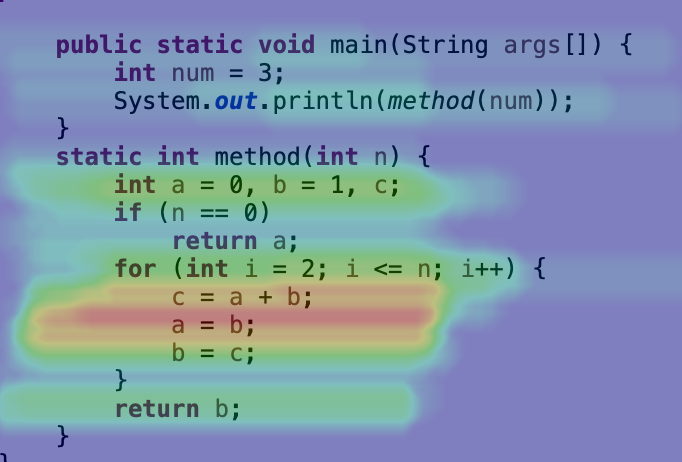 public static void main(String args[]) {
int num = 3;
System.out.println(method(num));
}
static int method(int n) {
int a = 0, b = 1, c;
if (n == 0)
return a;
for (int i = 2; i <= n; i++) {
c = a + b;
a = b;
b = c;
}
return b;
}
}